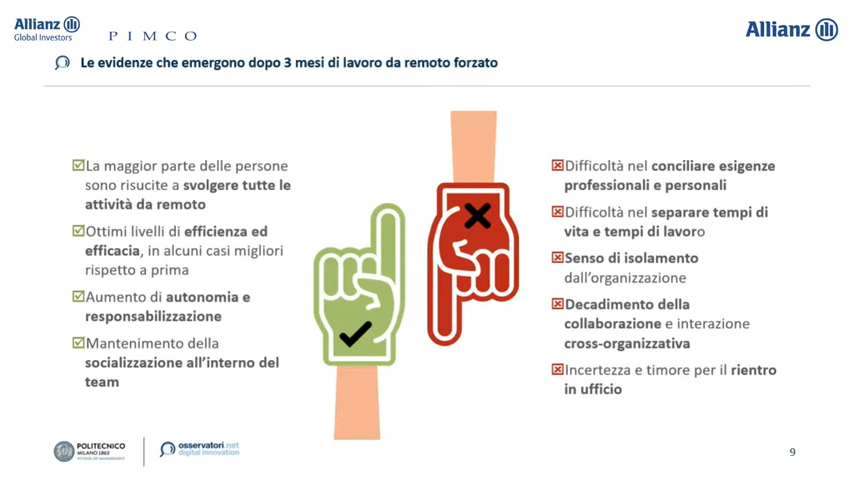 Allianz
Global Investors
PIMCO
Allianz
Le evidenze che emergono dopo 3 mesi di lavoro da remoto forzato
La maggior parte delle persone
sono risucite a svolgere tutte le
attività da remoto
Ottimi livelli di efficienza ed
efficacia, in alcuni casi migliori
rispetto a prima
Aumento di autonomia e
responsabilizzazione
Mantenimento della
socializzazione all'interno del
team
Difficoltà nel conciliare esigenze
professionali e personali
Difficoltà nel separare tempi di
vita e tempi di lavoro
Senso di isolamento
dall'organizzazione
Decadimento della
collaborazione e interazione
cross-organizzativa
Incertezza e timore per il rientro
in ufficio
POLITECNICO
MILANO 1863
SCHOOL OF MANAGEMENT
osservatori.net
digital innovation
9